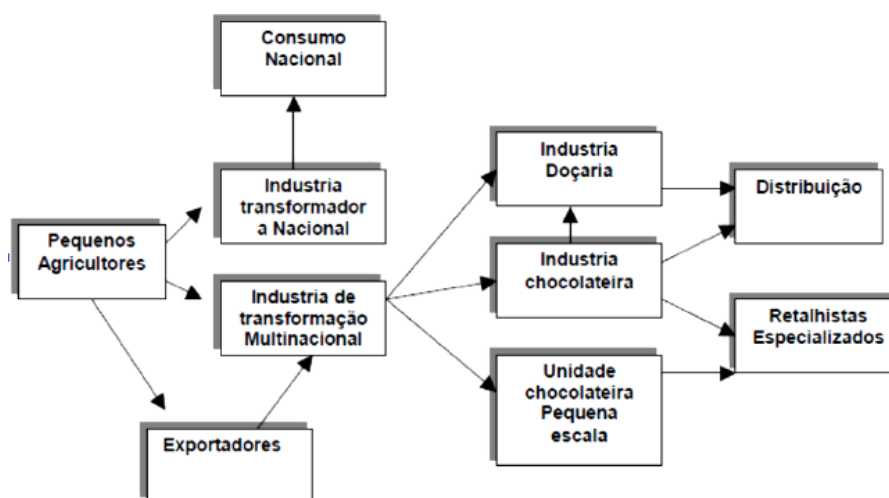 Consumo
Nacional
Industria
transformador
a Nacional
Pequenos
Agricultores
Industria de
transformação
Multinacional
Exportadores
Industria
Doçaria
Industria
chocolateira
Unidade
chocolateira
Pequena
escala
Distribuição
Retalhistas
Especializados